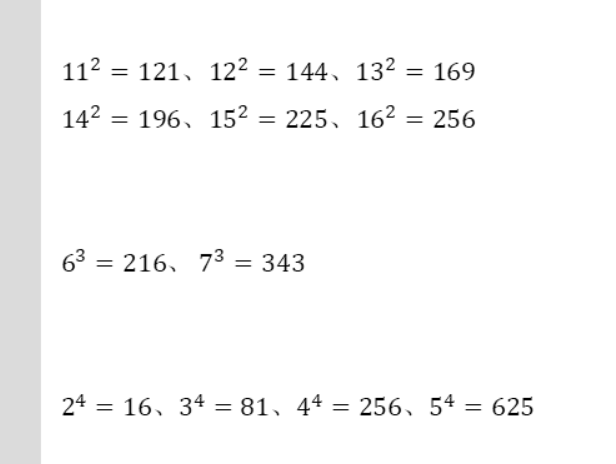 11² = 121、12² = 144、13² = 169
14² = 196、15² = 225、16² = 256
6³ = 216、7³ = 343
2⁴ = 16、3⁴ = 81、4⁴ = 256、5⁴ = 625